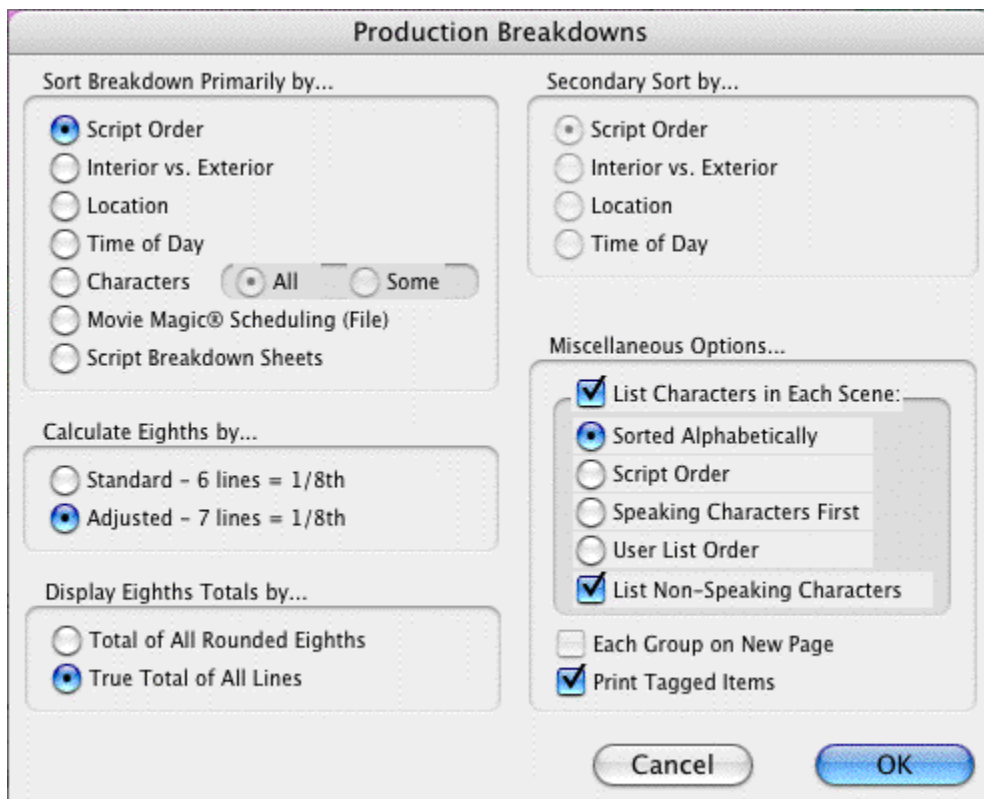 Production Breakdowns
Sort Breakdown Primarily by...
Script Order
Interior vs. Exterior
Location
Time of Day
Characters All Some
Movie Magic® Scheduling (File)
Script Breakdown Sheets
Calculate Eighths by...
Standard - 6 lines = 1/8th
Adjusted - 7 lines = 1/8th
Display Eighths Totals by...
Total of All Rounded Eighths
True Total of All Lines
Secondary Sort by...
Script Order
Interior vs. Exterior
Location
Time of Day
Miscellaneous Options...
List Characters in Each Scene:
Sorted Alphabetically
Script Order
Speaking Characters First
User List Order
List Non-Speaking Characters
Each Group on New Page
Print Tagged Items
Cancel OK